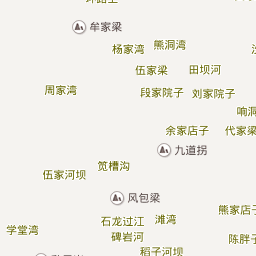 牟家梁
杨家湾
熊洞湾
伍家梁
田坝河
周家湾
段家院子
刘家院子
响洞
余家店子
代家梁
九道拐
笕槽沟
伍家河坝
风包梁
熊家店子
石龙过江
滩湾
学堂湾
碑岩河
陈胖子
稻子河坝